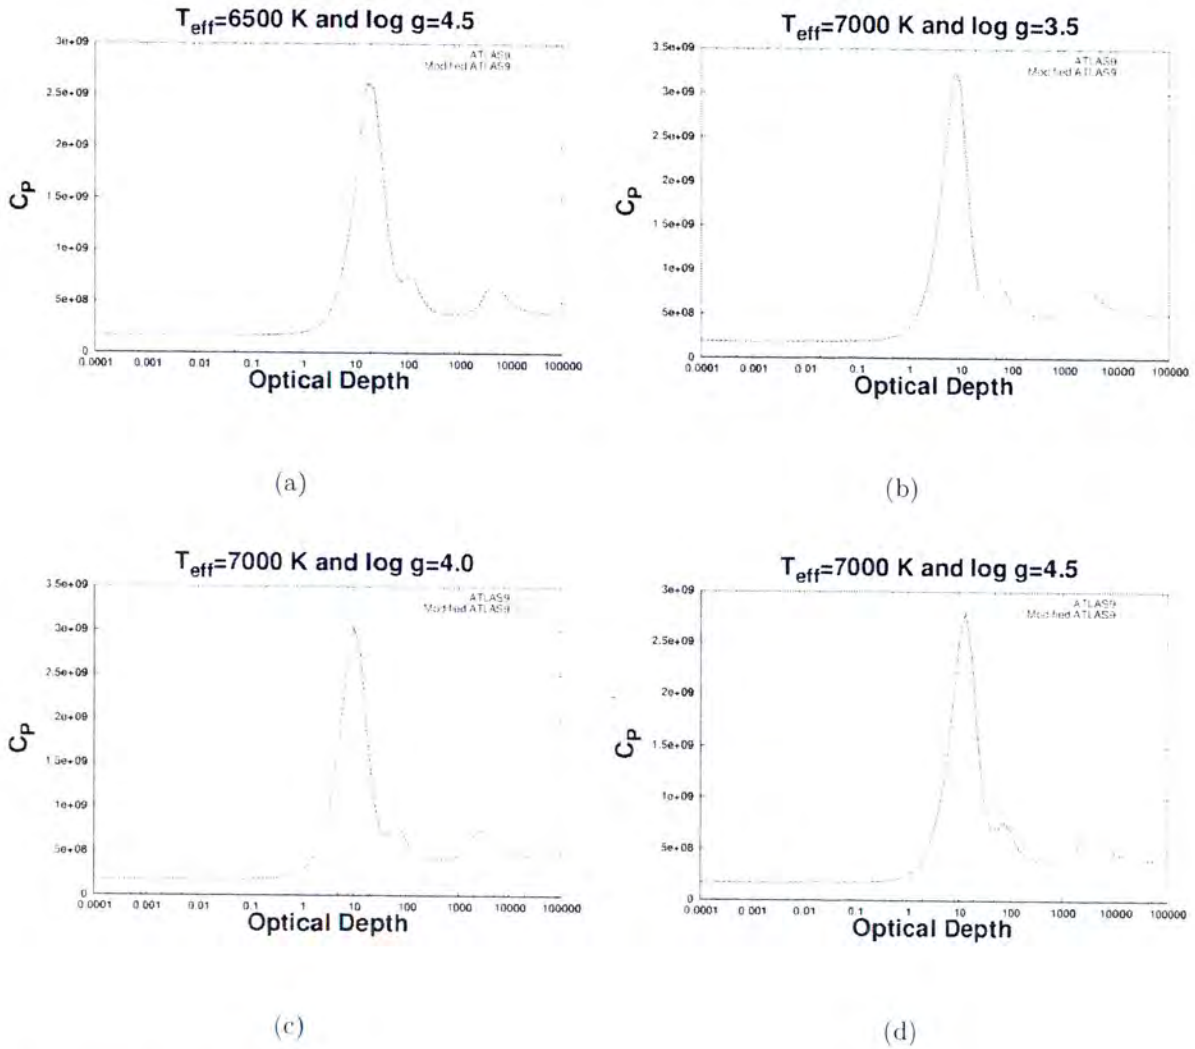 Teff=6500 K and log g=4.5
ATLAS9
Modified ATLAS9
3e+09
2.5e+09
2e+09
1.5e+09
1e+09
5e+08
0
CP
0.0001 0.001 0.01 0.1 1 10 100 1000 10000 100000
Optical Depth
(a)
Teff=7000 K and log g=3.5
ATLAS9
Modified ATLAS9
3.5e+09
3e+09
2.5e+09
2e+09
1.5e+09
1e+09
5e+08
0
CP
0.0001 0.001 0.01 0.1 1 10 100 1000 10000 100000
Optical Depth
(b)
Teff=7000 K and log g=4.0
ATLAS9
Modified ATLAS9
3.5e+09
3e+09
2.5e+09
2e+09
1.5e+09
1e+09
5e+08
0
CP
0.0001 0.001 0.01 0.1 1 10 100 1000 10000 100000
Optical Depth
(c)
Teff=7000 K and log g=4.5
ATLAS9
Modified ATLAS9
3e+09
2.5e+09
2e+09
1.5e+09
1e+09
5e+08
0
CP
0.0001 0.001 0.01 0.1 1 10 100 1000 10000 100000
Optical Depth
(d)